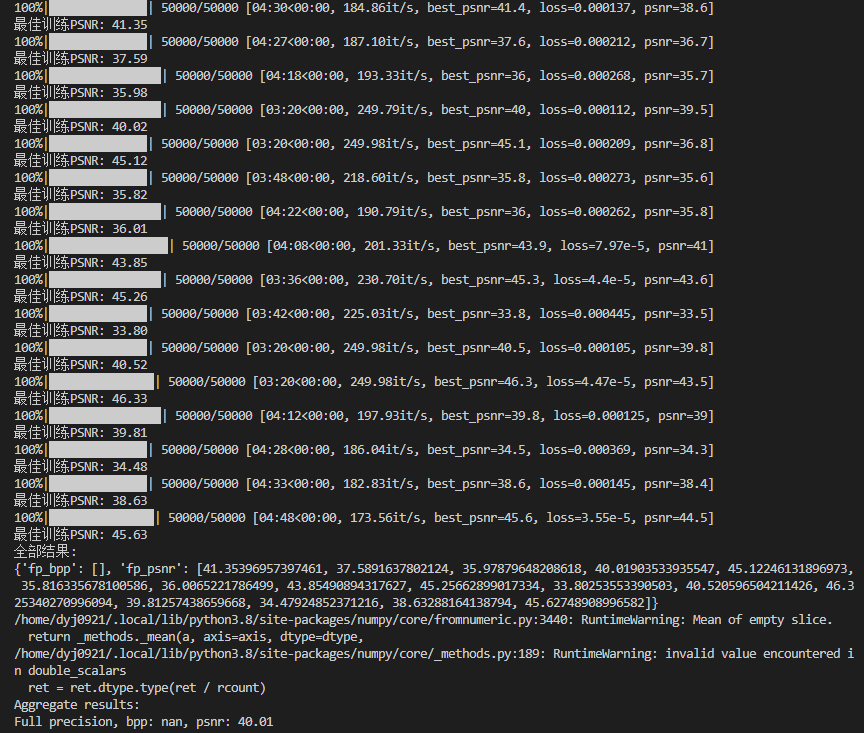 100%| | 50000/50000 [04:30<00:00, 184.86it/s, best_psnr=41.4, loss=0.000137, psnr=38.6]
最佳训练PSNR: 41.35
100%| | 50000/50000 [04:27<00:00, 187.10it/s, best_psnr=37.6, loss=0.000212, psnr=36.7]
最佳训练PSNR: 37.59
100%| | 50000/50000 [04:18<00:00, 193.33it/s, best_psnr=36, loss=0.000268, psnr=35.7]
最佳训练PSNR: 35.98
100%| | 50000/50000 [03:20<00:00, 249.79it/s, best_psnr=40, loss=0.000112, psnr=39.5]
最佳训练PSNR: 40.02
100%| | 50000/50000 [03:20<00:00, 249.98it/s, best_psnr=45.1, loss=0.000209, psnr=36.8]
最佳训练PSNR: 45.12
100%| | 50000/50000 [03:48<00:00, 218.60it/s, best_psnr=35.8, loss=0.000273, psnr=35.6]
最佳训练PSNR: 35.82
100%| | 50000/50000 [04:22<00:00, 190.79it/s, best_psnr=36, loss=0.000262, psnr=35.8]
最佳训练PSNR: 36.01
100%| | 50000/50000 [04:08<00:00, 201.33it/s, best_psnr=43.9, loss=7.97e-5, psnr=41]
最佳训练PSNR: 43.85
100%| | 50000/50000 [03:36<00:00, 230.70it/s, best_psnr=45.3, loss=4.4e-5, psnr=43.6]
最佳训练PSNR: 45.26
100%| | 50000/50000 [03:42<00:00, 225.03it/s, best_psnr=33.8, loss=0.000445, psnr=33.5]
最佳训练PSNR: 33.80
100%| | 50000/50000 [03:20<00:00, 249.98it/s, best_psnr=40.5, loss=0.000105, psnr=39.8]
最佳训练PSNR: 40.52
100%| | 50000/50000 [03:20<00:00, 249.98it/s, best_psnr=46.3, loss=4.47e-5, psnr=43.5]
最佳训练PSNR: 46.33
100%| | 50000/50000 [04:12<00:00, 197.93it/s, best_psnr=39.8, loss=0.000125, psnr=39]
最佳训练PSNR: 39.81
100%| | 50000/50000 [04:28<00:00, 186.04it/s, best_psnr=34.5, loss=0.000369, psnr=34.3]
最佳训练PSNR: 34.48
100%| | 50000/50000 [04:33<00:00, 182.83it/s, best_psnr=38.6, loss=0.000145, psnr=38.4]
最佳训练PSNR: 38.63
100%| | 50000/50000 [04:48<00:00, 173.56it/s, best_psnr=45.6, loss=3.55e-5, psnr=44.5]
最佳训练PSNR: 45.63
全部结果:
{'fp_bpp': [], 'fp_psnr': [41.35396957397461, 37.5891637802124, 35.97879648208618, 40.01903533935547, 45.12246131896973,
35.816335678100586, 36.0065221786499, 43.85490894317627, 45.25662899017334, 33.80253553390503, 40.520596504211426, 46.3
25340270996094, 39.81257438659668, 34.47924852371216, 38.63288164138794, 45.62748908996582]}
/home/dyj0921/.local/lib/python3.8/site-packages/numpy/core/fromnumeric.py:3440: RuntimeWarning: Mean of empty slice.
return _methods._mean(a, axis=axis, dtype=dtype,
/home/dyj0921/.local/lib/python3.8/site-packages/numpy/core/_methods.py:189: RuntimeWarning: invalid value encountered i
n double_scalars
ret = ret.dtype.type(ret / rcount)
Aggregate results:
Full precision, bpp: nan, psnr: 40.01